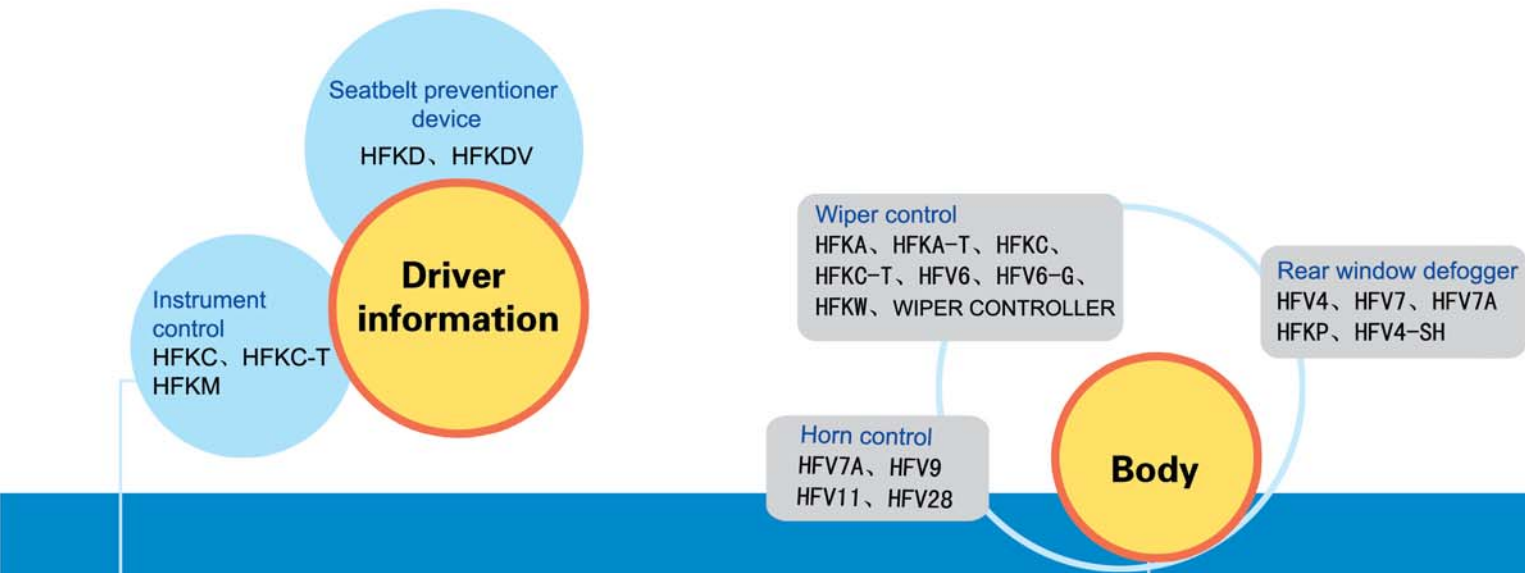 Seatbelt preventioner
device
HFKD、HFKDV
Driver
information
Instrument
control
HFKC、HFKC-T
HFKM
Wiper control
HFKA、HFKA-T、HFKC、
HFKC-T、HFV6、HFV6-G、
HFKW、WIPER CONTROLLER
Rear window defogger
HFV4、HFV7、HFV7A
HFKP、HFV4-SH
Horn control
HFV7A、HFV9
HFV11、HFV28
Body